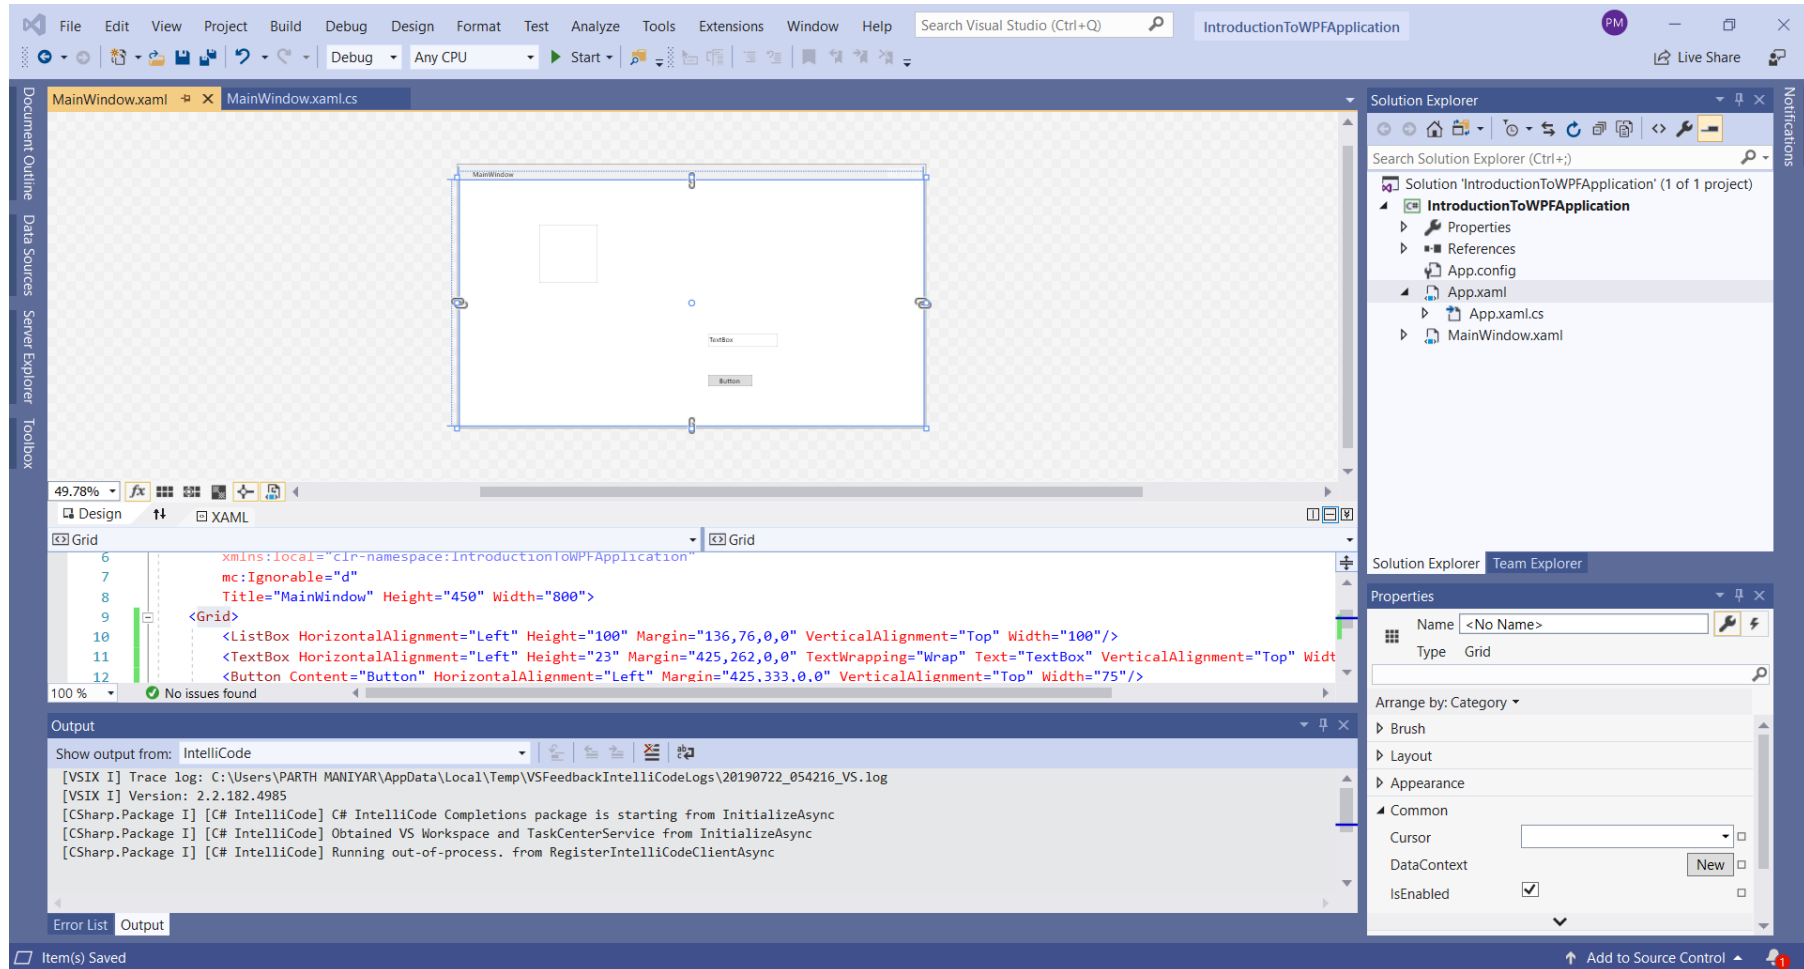 File Edit View Project Build Debug Design Format Test Analyze Tools Extensions Window Help Search Visual Studio (Ctrl+Q) IntroductionToWPFApplication PM
Debug Any CPU Start Live Share
Document Outline
Data Sources
Server Explorer
Toolbox
MainWindow.xaml MainWindow.xaml.cs
MainWindow
TextBox
Button
49.78% fx
Design XAML
Grid Grid
6 xmlns:local="clr-namespace:IntroductionToWPFApplication"
7 mc:Ignorable="d"
8 Title="MainWindow" Height="450" Width="800">
9 <Grid>
10 <ListBox HorizontalAlignment="Left" Height="100" Margin="136,76,0,0" VerticalAlignment="Top" Width="100"/>
11 <TextBox HorizontalAlignment="Left" Height="23" Margin="425,262,0,0" TextWrapping="Wrap" Text="TextBox" VerticalAlignment="Top" Widt
12 <Button Content="Button" HorizontalAlignment="Left" Margin="425,333,0,0" VerticalAlignment="Top" Width="75"/>
100 % No issues found
Output
Show output from: IntelliCode
[VSIX I] Trace log: C:\Users\PARTH MANIYAR\AppData\Local\Temp\VSFeedbackIntelliCodeLogs\20190722_054216_VS.log
[VSIX I] Version: 2.2.182.4985
[CSharp.Package I] [C# IntelliCode] C# IntelliCode Completions package is starting from InitializeAsync
[CSharp.Package I] [C# IntelliCode] Obtained VS Workspace and TaskCenterService from InitializeAsync
[CSharp.Package I] [C# IntelliCode] Running out-of-process. from RegisterIntelliCodeClientAsync
Error List Output
Solution Explorer
Search Solution Explorer (Ctrl+;)
Solution 'IntroductionToWPFApplication' (1 of 1 project)
C# IntroductionToWPFApplication
Properties
References
App.config
App.xaml
App.xaml.cs
MainWindow.xaml
Solution Explorer Team Explorer
Properties
Name <No Name>
Type Grid
Arrange by: Category
Brush
Layout
Appearance
Common
Cursor
DataContext New
IsEnabled
Notifications
Item(s) Saved Add to Source Control 1